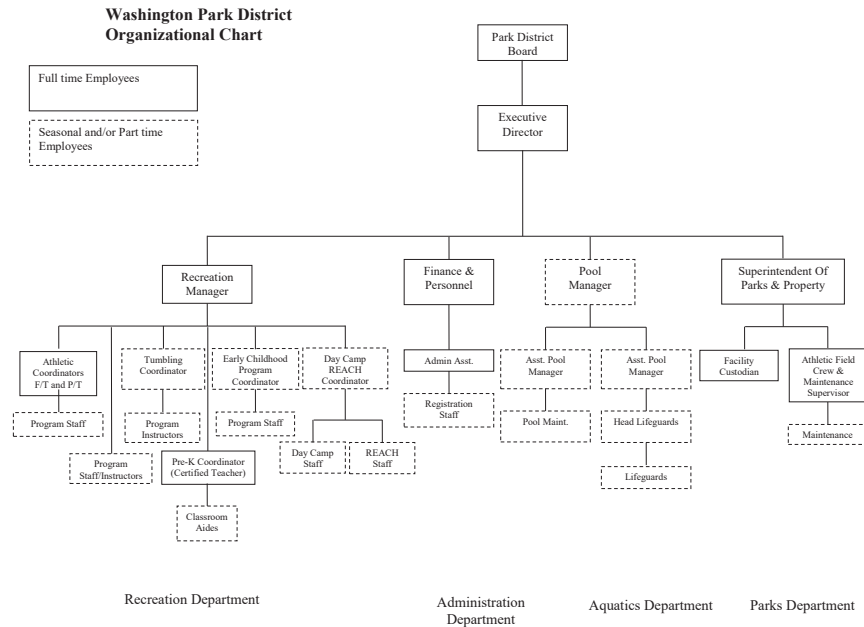 Washington Park District
Organizational Chart
Park District
Board
Full time Employees
Seasonal and/or Part time
Employees
Executive
Director
Recreation
Manager
Finance &
Personnel
Pool
Manager
Superintendent Of
Parks & Property
Athletic
Coordinators
F/T and P/T
Tumbling
Coordinator
Early Childhood
Program
Coordinator
Day Camp
REACH
Coordinator
Admin Asst.
Asst. Pool
Manager
Asst. Pool
Manager
Facility
Custodian
Athletic Field
Crew &
Maintenance
Supervisor
Program Staff
Program
Instructors
Program Staff
Registration
Staff
Pool Maint.
Head Lifeguards
Maintenance
Program
Staff/Instructors
Pre-K Coordinator
(Certified Teacher)
Day Camp
Staff
REACH
Staff
Lifeguards
Classroom
Aides
Recreation Department
Administration
Department
Aquatics Department
Parks Department